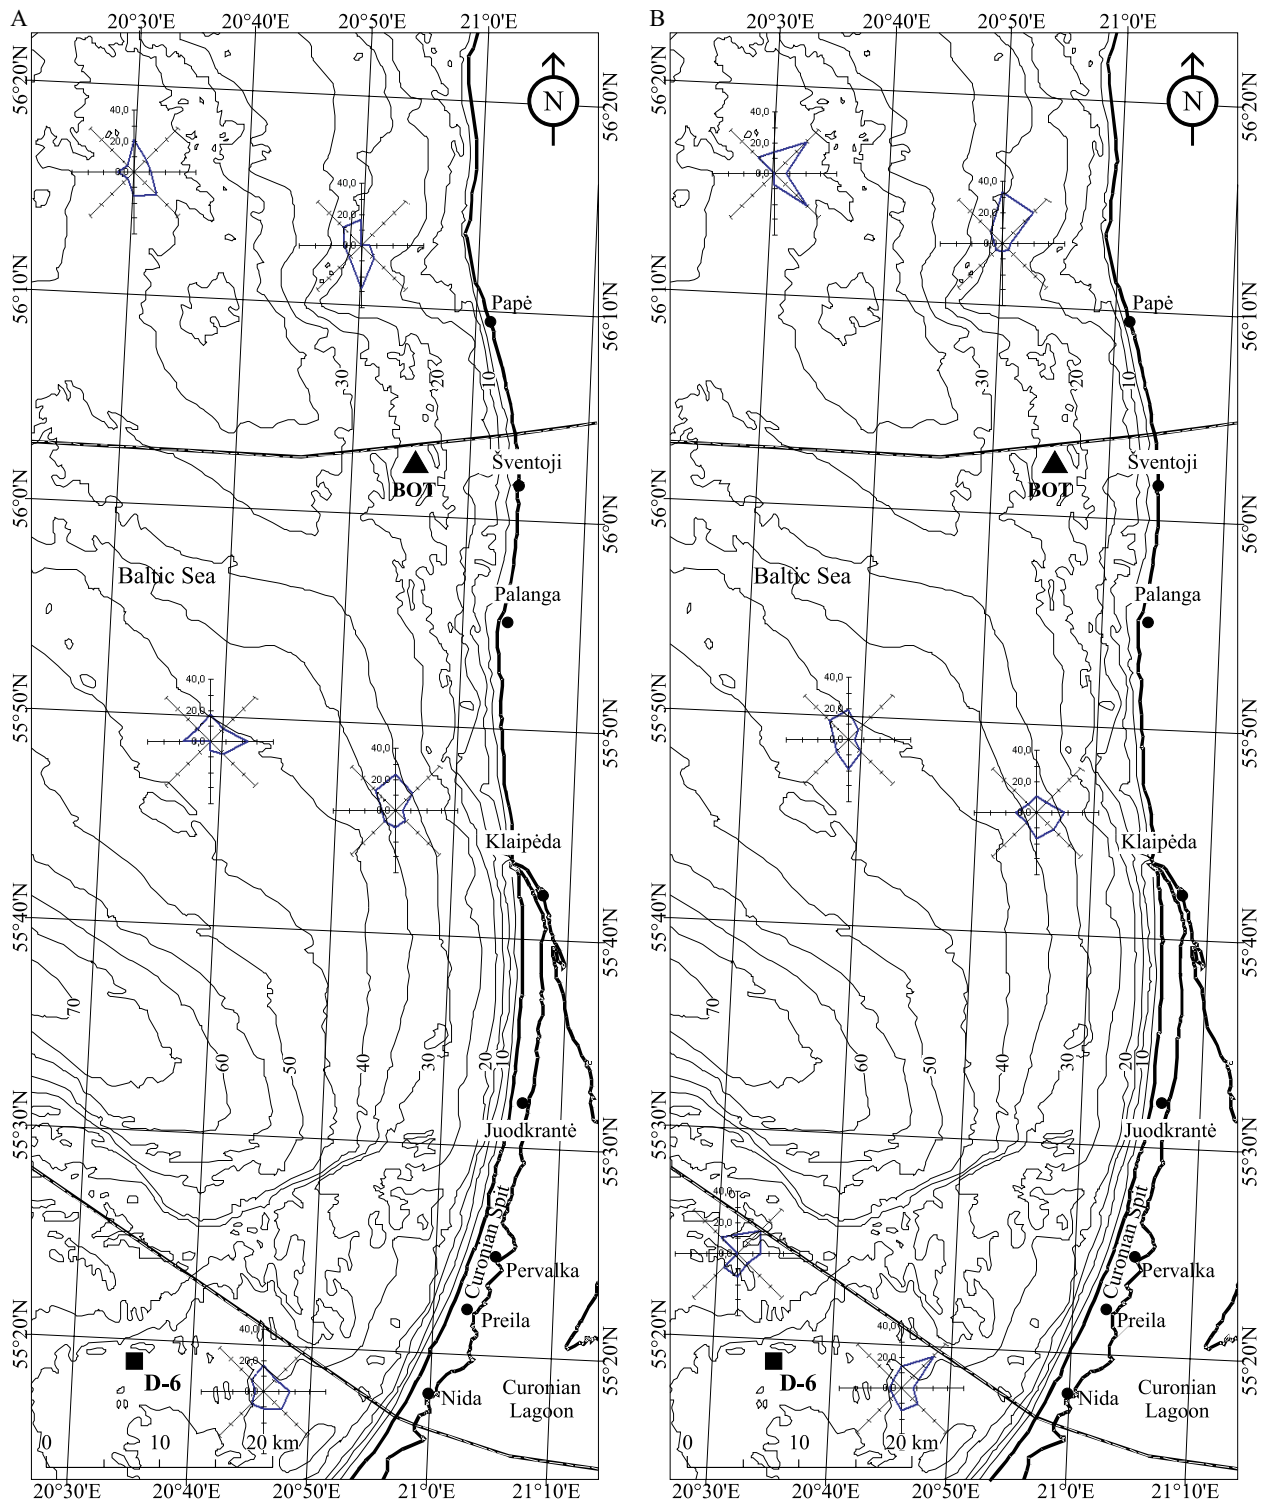 A
20°30'E 20°40'E 20°50'E 21°0'E
56°20'N
56°20'N
N
40,0
20,0
0,0
40,0
20,0
0,0
56°10'N
56°10'N
Papė
30
20
10
Šventoji
BOT
56°0'N
56°0'N
Baltic Sea
Palanga
55°50'N
55°50'N
40,0
20,0
0,0
40,0
20,0
0,0
Klaipėda
55°40'N
55°40'N
70
60
50
40
30
20
10
55°30'N
55°30'N
Juodkrantė
Curonian Spit
Pervalka
Preila
55°20'N
55°20'N
40,0
20,0
0,0
D-6
Nida
Curonian
Lagoon
0 10 20 km
20°30'E 20°40'E 20°50'E 21°0'E 21°10'E
B
20°30'E 20°40'E 20°50'E 21°0'E
56°20'N
56°20'N
N
40,0
20,0
0,0
40,0
20,0
0,0
56°10'N
56°10'N
Papė
30
20
10
Šventoji
BOT
56°0'N
56°0'N
Baltic Sea
Palanga
55°50'N
55°50'N
40,0
20,0
0,0
40,0
20,0
0,0
Klaipėda
55°40'N
55°40'N
70
60
50
40
30
20
10
55°30'N
55°30'N
Juodkrantė
Curonian Spit
40,0
20,0
0,0
Pervalka
Preila
55°20'N
55°20'N
40,0
20,0
0,0
D-6
Nida
Curonian
Lagoon
0 10 20 km
20°30'E 20°40'E 20°50'E 21°0'E 21°10'E